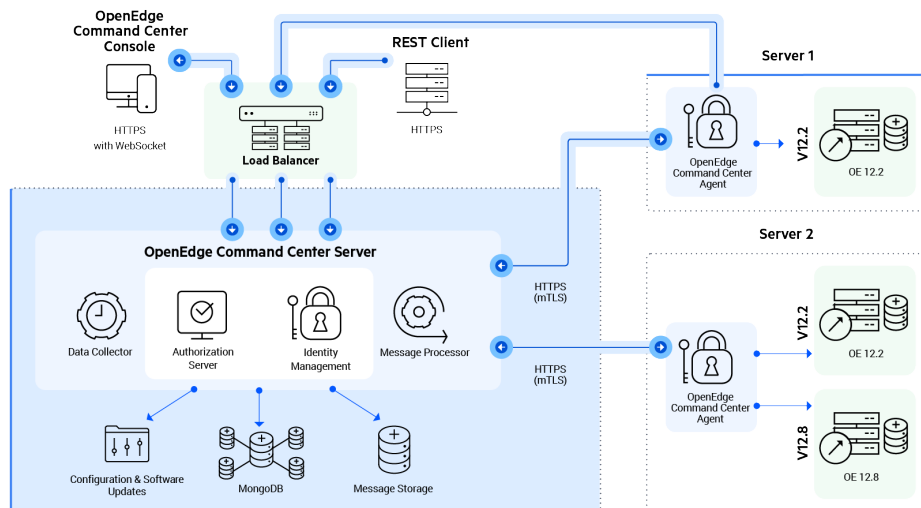 OpenEdge
Command Center
Console
HTTPS
with WebSocket
REST Client
HTTPS
Load Balancer
Server 1
OpenEdge
Command Center
Agent
V12.2
OE 12.2
OpenEdge Command Center Server
Data Collector
Authorization
Server
Identity
Management
Message Processor
HTTPS
(mTLS)
HTTPS
(mTLS)
Configuration & Software
Updates
MongoDB
Message Storage
Server 2
OpenEdge
Command Center
Agent
V12.2
OE 12.2
V12.8
OE 12.8